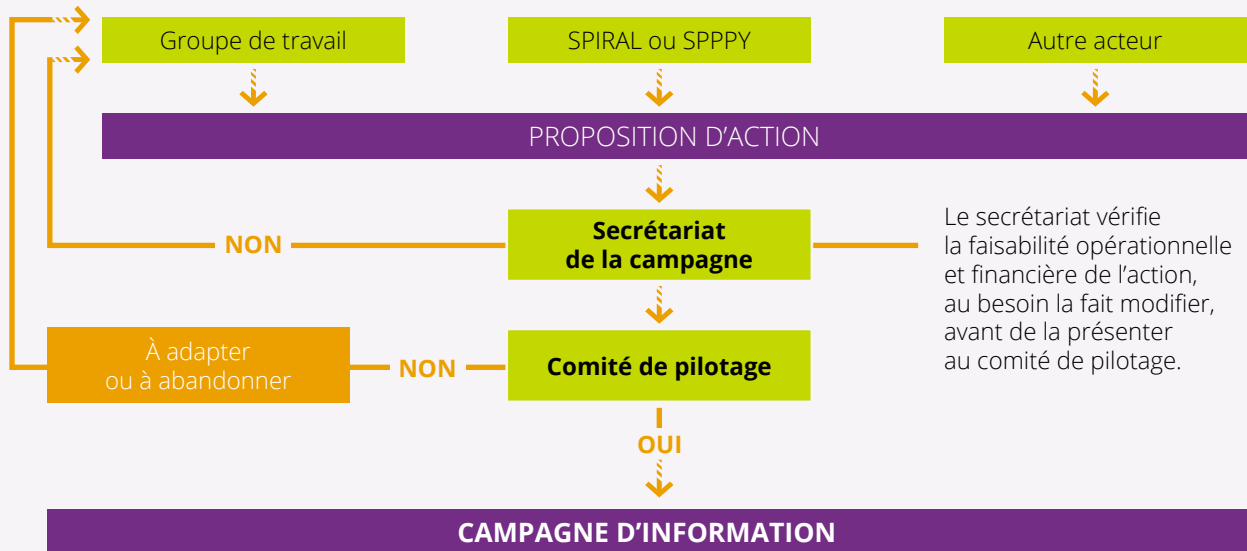 Groupe de travail
SPIRAL ou SPPPY
Autre acteur
PROPOSITION D’ACTION
NON
Secrétariat
de la campagne
Le secrétariat vérifie
la faisabilité opérationnelle
et financière de l’action,
au besoin la fait modifier,
avant de la présenter
au comité de pilotage.
À adapter
ou à abandonner
NON
Comité de pilotage
OUI
CAMPAGNE D’INFORMATION